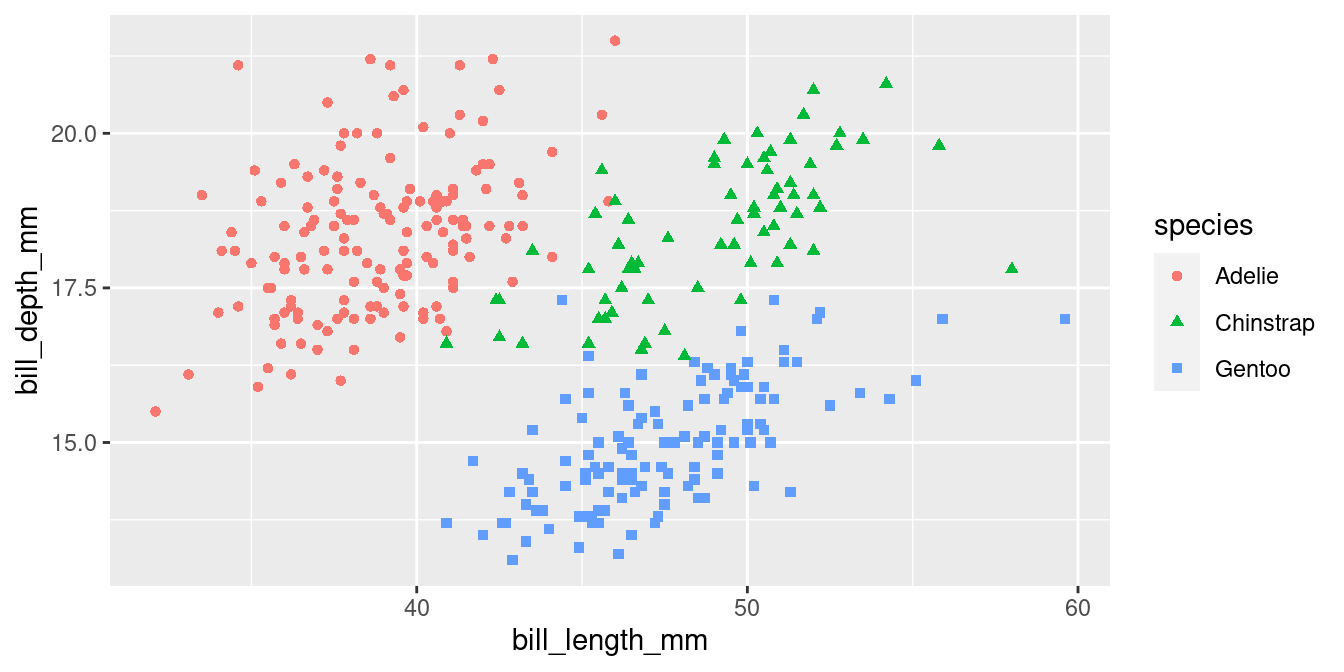 20.0
17.5
15.0
bill_depth_mm
40
50
60
bill_length_mm
species
Adelie
Chinstrap
Gentoo